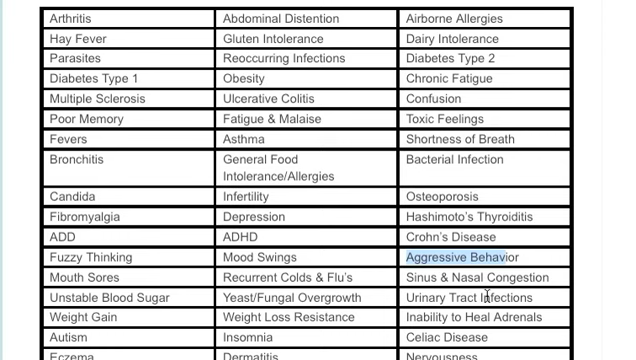 Arthritis Abdominal Distention Airborne Allergies
Hay Fever Gluten Intolerance Dairy Intolerance
Parasites Reoccurring Infections Diabetes Type 2
Diabetes Type 1 Obesity Chronic Fatigue
Multiple Sclerosis Ulcerative Colitis Confusion
Poor Memory Fatigue & Malaise Toxic Feelings
Fevers Asthma Shortness of Breath
Bronchitis General Food Bacterial Infection
Intolerance/Allergies
Candida Infertility Osteoporosis
Fibromyalgia Depression Hashimoto's Thyroiditis
ADD ADHD Crohn's Disease
Fuzzy Thinking Mood Swings Aggressive Behavior
Mouth Sores Recurrent Colds & Flu's Sinus & Nasal Congestion
Unstable Blood Sugar Yeast/Fungal Overgrowth Urinary Tract Infections
Weight Gain Weight Loss Resistance Inability to Heal Adrenals
Autism Insomnia Celiac Disease
Eczema Dermatitis Nervousness